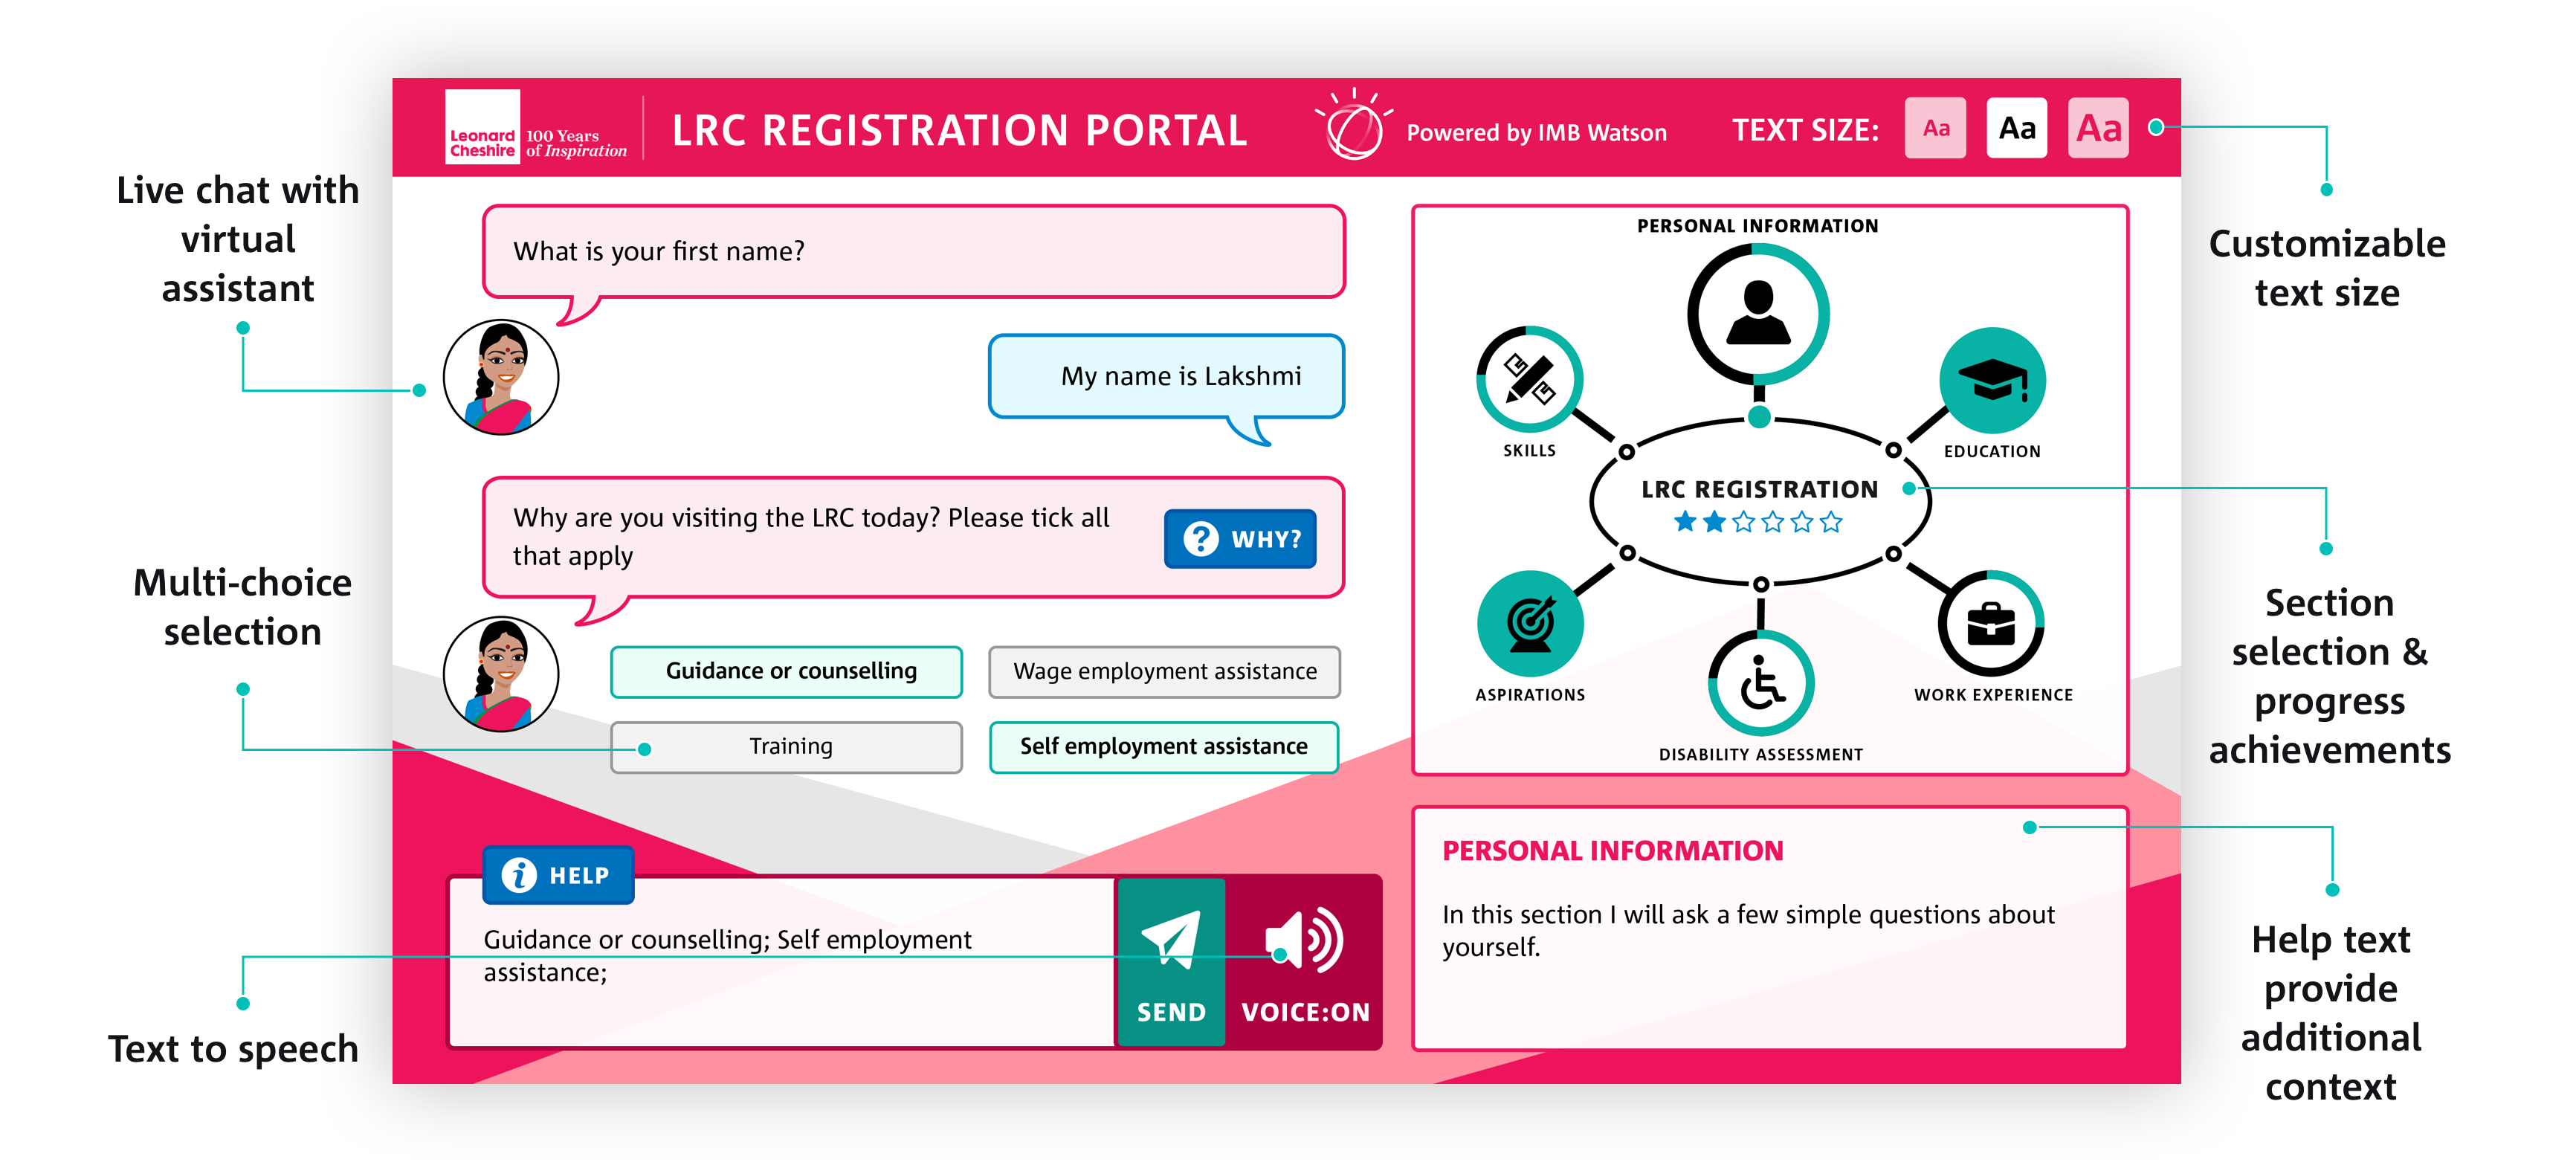 Leonard
Cheshire
100 Years
of Inspiration
LRC REGISTRATION PORTAL
Powered by IMB Watson
TEXT SIZE:
Aa
Aa
Aa
Live chat with
virtual
assistant
What is your first name?
My name is Lakshmi
Why are you visiting the LRC today? Please tick all
that apply
? WHY?
Multi-choice
selection
Guidance or counselling
Wage employment assistance
Training
Self employment assistance
i HELP
Guidance or counselling; Self employment
assistance;
SEND
VOICE:ON
Text to speech
PERSONAL INFORMATION
SKILLS
EDUCATION
LRC REGISTRATION
ASPIRATIONS
WORK EXPERIENCE
DISABILITY ASSESSMENT
PERSONAL INFORMATION
In this section I will ask a few simple questions about
yourself.
Customizable
text size
Section
selection &
progress
achievements
Help text
provide
additional
context